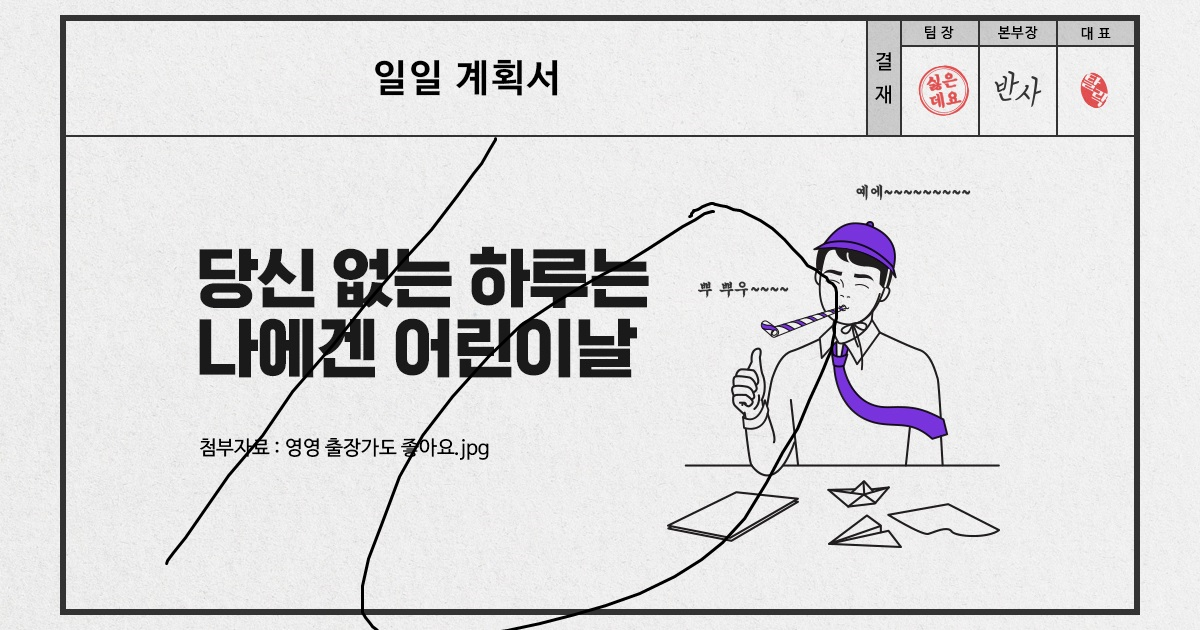 일일 계획서
결재
팀장
본부장
대표
싫은데요
반사
예에~~~~~~~~~
당신 없는 하루는
나에겐 어린이날
뿌 뿌우~~~~
첨부자료 : 영영 출장가도 좋아요.jpg